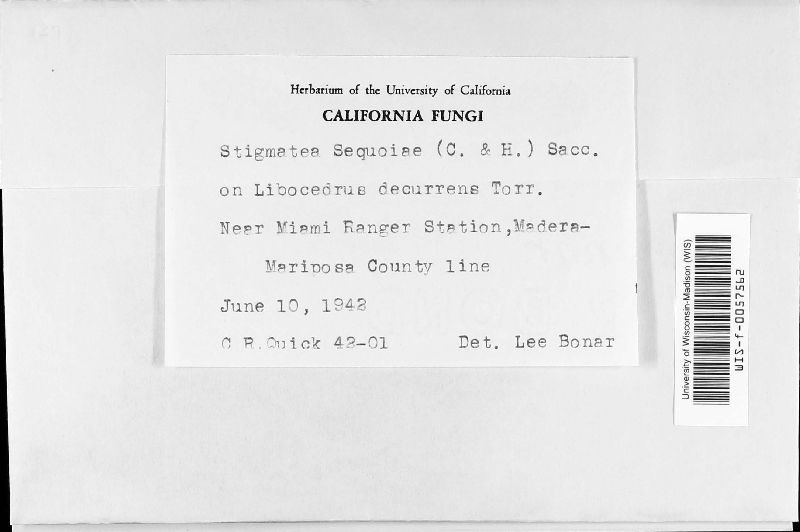 Herbarium of the University of California
CALIFORNIA FUNGI
Stigmatea Sequoiae (C. & H.) Sacc.
on Libocedrus decurrens Torr.
Near Miami Ranger Station,Madera-
Mariposa County line
June 10, 1942
C R.Quick 42-01 Det. Lee Bonar
University of Wisconsin-Madison (WIS)
WIS-f-0057562